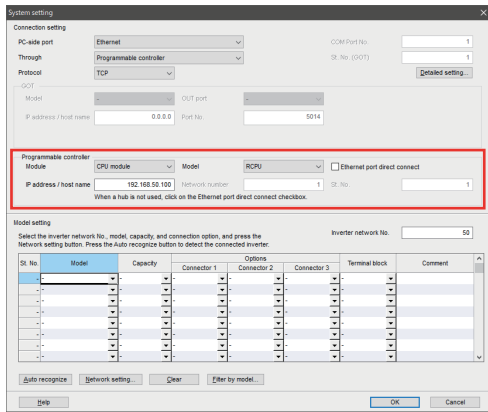 System setting
Connection setting
PC-side port Ethernet COM Port No. 1
Through Programmable controller St. No. (GOT) 1
Protocol TCP Detailed setting...
GOT
Model - OUT port -
IP address / host name 0.0.0.0 Port No. 5014
Programmable controller
Module CPU module Model RCPU Ethernet port direct connect
IP address / host name 192.168.50.100 Network number 1 St. No. 1
When a hub is not used, click on the Ethernet port direct connect checkbox.
Model setting
Select the inverter network No., model, capacity, and connection option, and press the
Network setting button. Press the Auto recognize button to detect the connected inverter.
Inverter network No. 50
St. No. Model Capacity Options Terminal block Comment
Connector 1 Connector 2 Connector 3
- - - - - - -
- - - - - - -
- - - - - - -
- - - - - - -
- - - - - - -
- - - - - - -
- - - - - - -
Auto recognize Network setting... Clear Filter by model...
Help OK Cancel